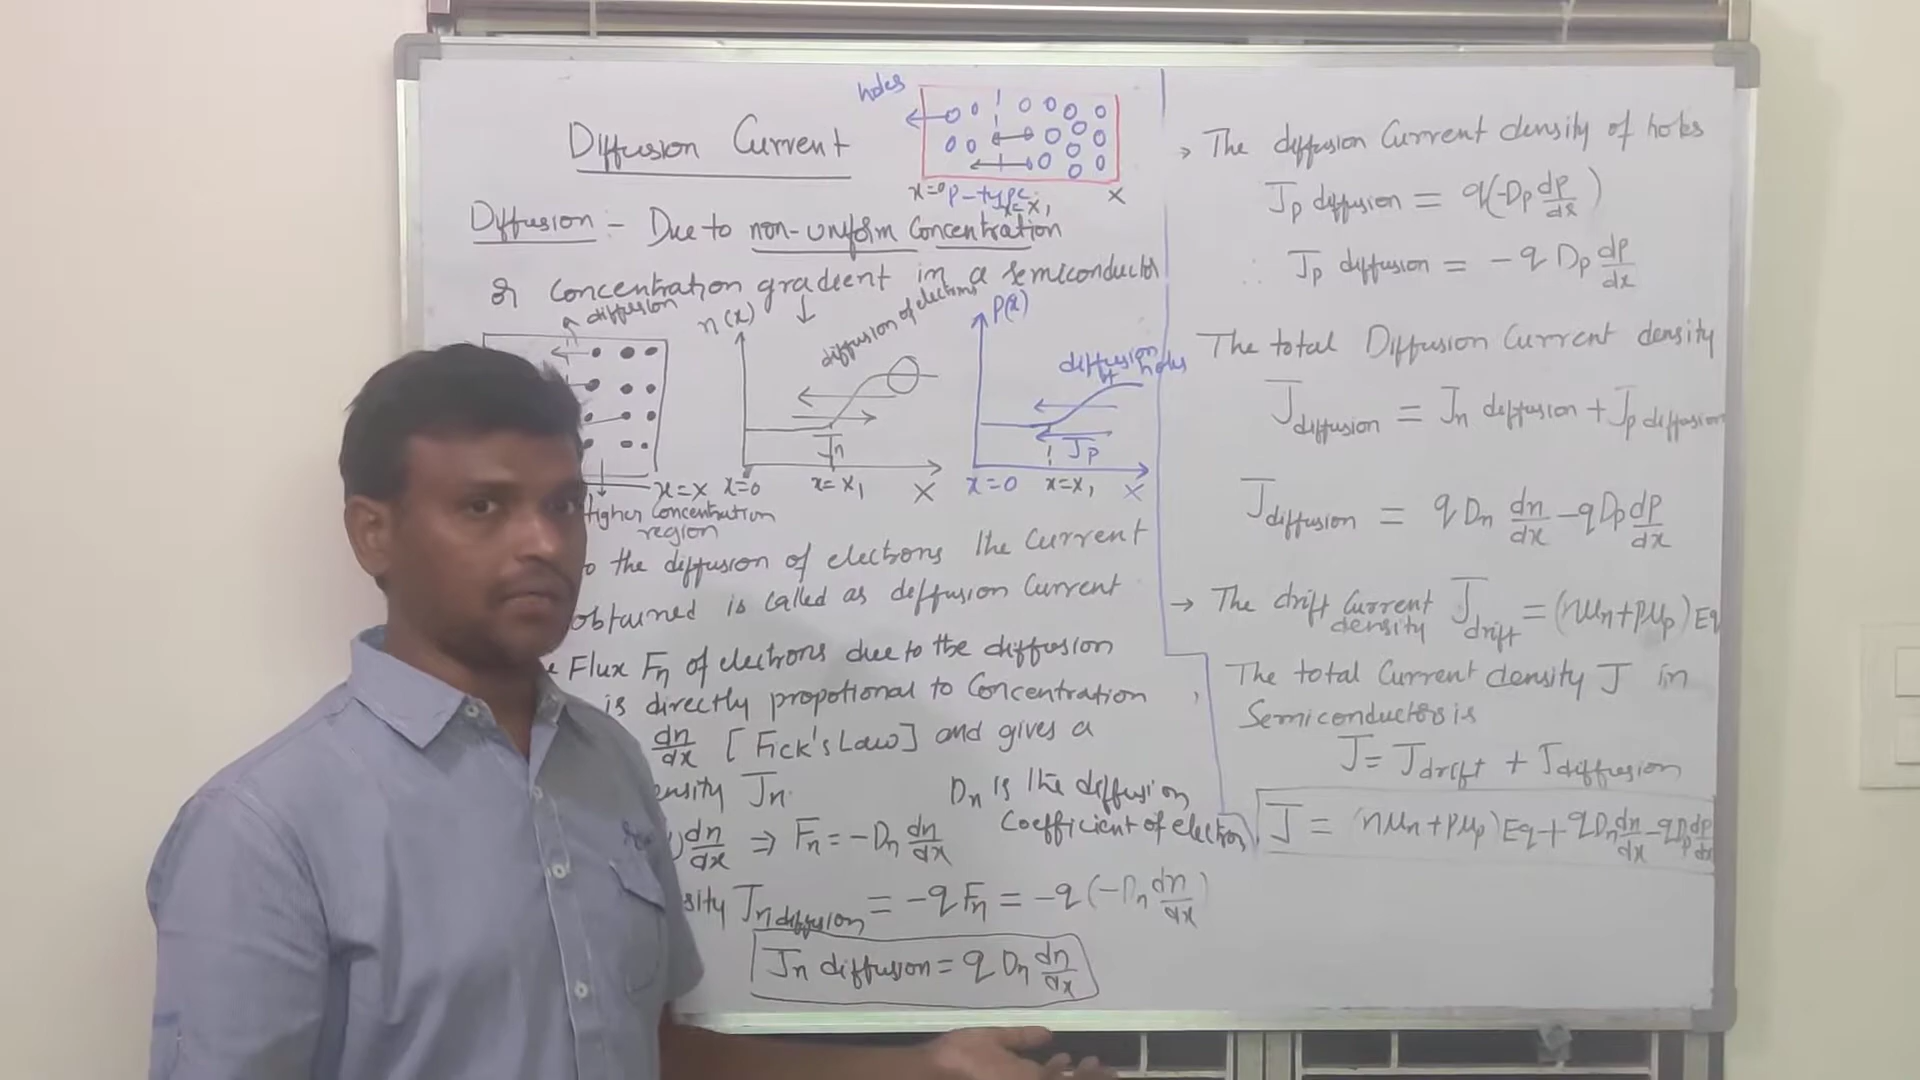 holes
Diffusion Current
x=0 p-type x=x₁ x
Diffusion :- Due to non-uniform Concentration
or Concentration gradient in a semiconductor
diffusion
n(x)
diffusion of electrons
P(x)
diffusion of holes
Jn
Jp
x=x x=0 x=x₁ x
x=0 x=x₁ x
Higher Concentration
region
the diffusion of electrons the Current
obtained is called as diffusion Current
Flux Fn of electrons due to the diffusion
is directly propotional to Concentration
dn/dx [Fick's Law] and gives a
Jn.
dn/dx ⇒ Fn = -Dn dn/dx
Dn is the diffusion
Coefficient of electron
Jn diffusion = -q Fn = -q (-Dn dn/dx)
Jn diffusion = q Dn dn/dx
→ The diffusion Current density of holes
Jp diffusion = q(-Dp dp/dx)
∴ Jp diffusion = -q Dp dp/dx
The total Diffusion Current density
Jdiffusion = Jn diffusion + Jp diffusion
Jdiffusion = q Dn dn/dx - q Dp dp/dx
→ The drift Current density Jdrift = (nμn+pμp) Eq
The total Current density J in
Semiconductors is
J = Jdrift + Jdiffusion
J = (nμn+pμp) Eq + q Dn dn/dx - q Dp dp/dx